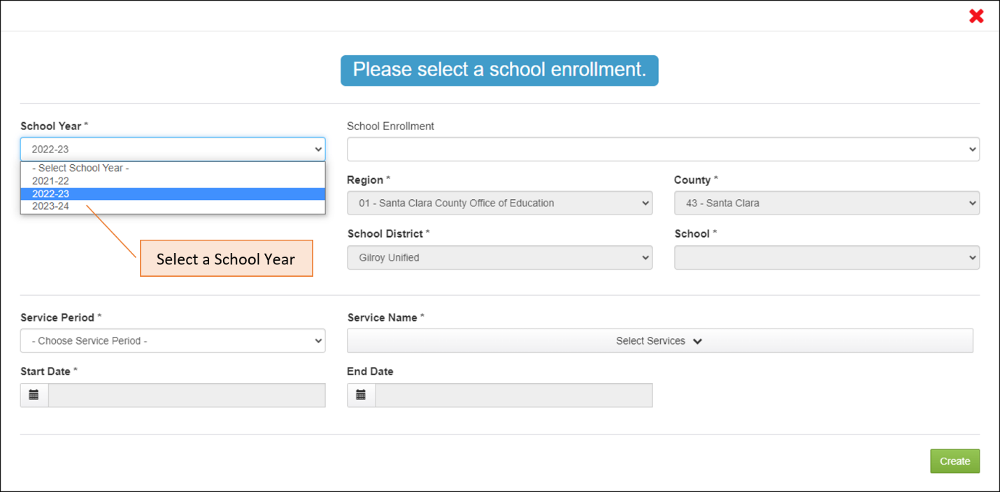 Please select a school enrollment.
School Year *
School Enrollment
2022-23
- Select School Year -
2021-22
2022-23
2023-24
Select a School Year
Region *
County *
01 - Santa Clara County Office of Education
43 - Santa Clara
School District *
School *
Gilroy Unified
Service Period *
Service Name *
- Choose Service Period -
Select Services
Start Date *
End Date
Create